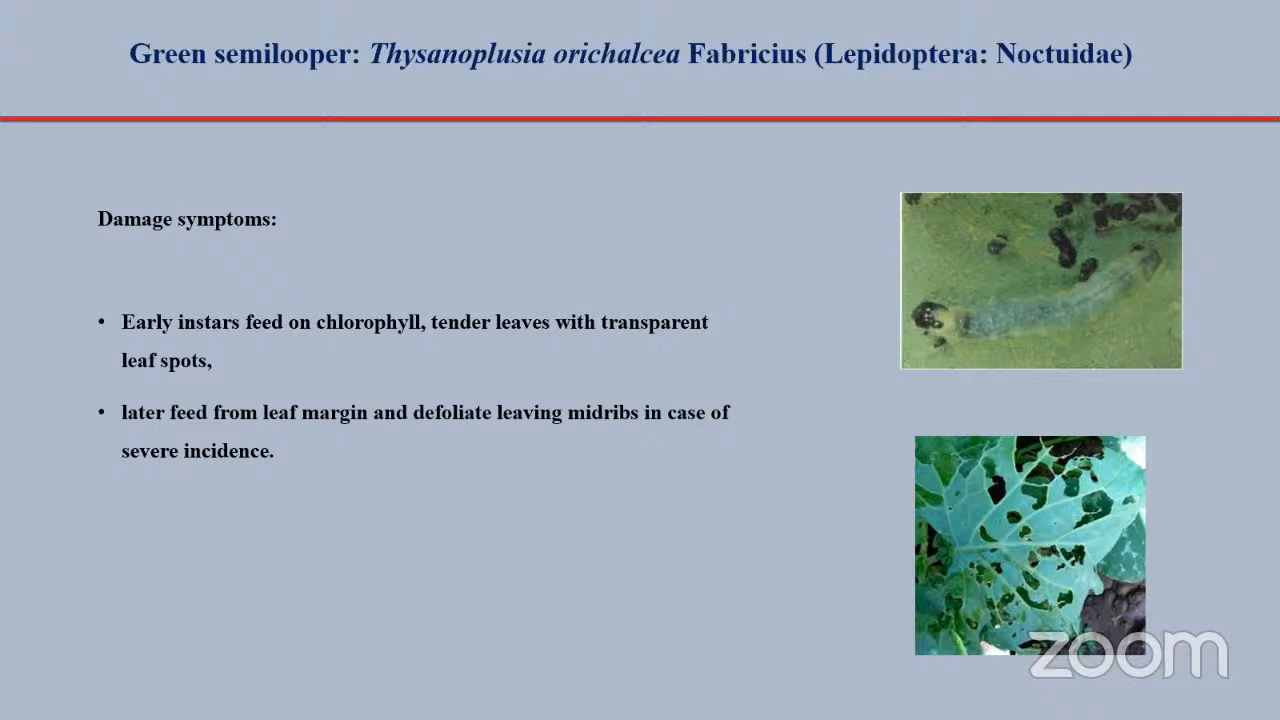 Green semilooper: Thysanoplusia orichalcea Fabricius (Lepidoptera: Noctuidae)
Damage symptoms:
• Early instars feed on chlorophyll, tender leaves with transparent
leaf spots,
• later feed from leaf margin and defoliate leaving midribs in case of
severe incidence.
zoom